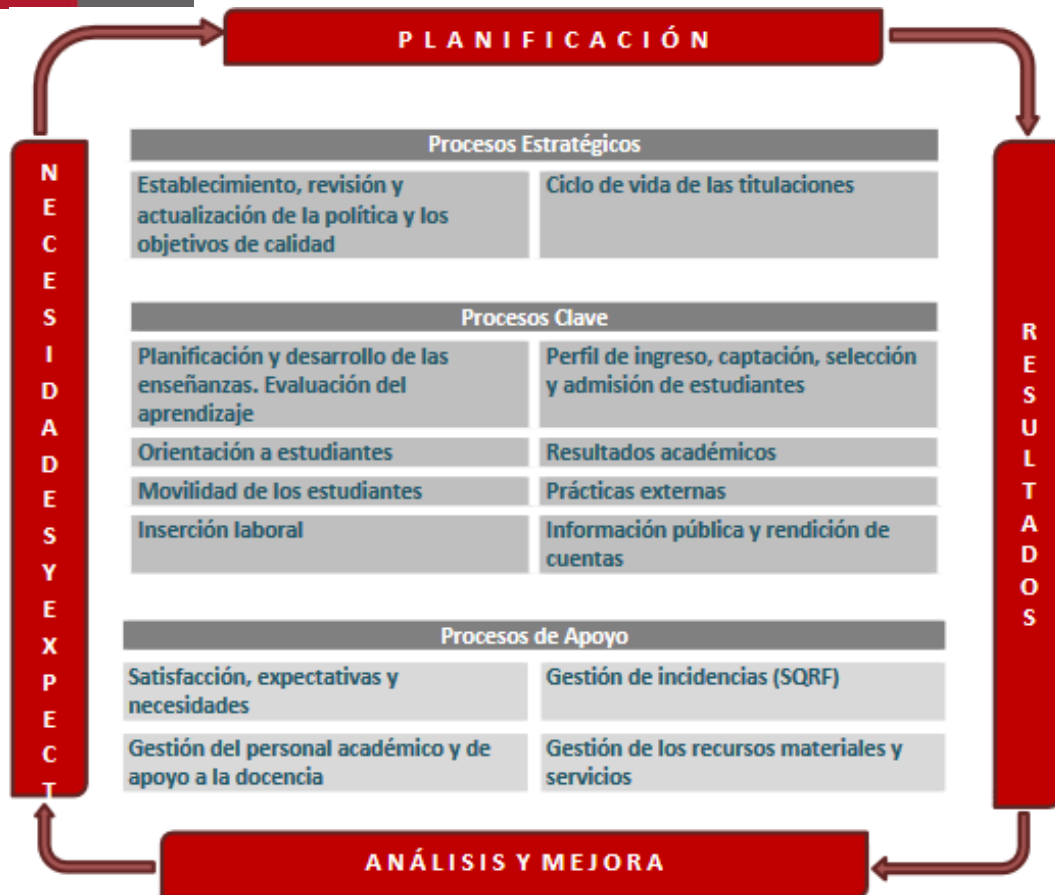 PLANIFICACIÓN
NECESIDADES Y EXPECT
Procesos Estratégicos
Establecimiento, revisión y
actualización de la política y los
objetivos de calidad
Ciclo de vida de las titulaciones
Procesos Clave
Planificación y desarrollo de las
enseñanzas. Evaluación del
aprendizaje
Perfil de ingreso, captación, selección
y admisión de estudiantes
Orientación a estudiantes
Resultados académicos
Movilidad de los estudiantes
Prácticas externas
Inserción laboral
Información pública y rendición de
cuentas
Procesos de Apoyo
Satisfacción, expectativas y
necesidades
Gestión de incidencias (SQRF)
Gestión del personal académico y de
apoyo a la docencia
Gestión de los recursos materiales y
servicios
RESULTADOS
ANÁLISIS Y MEJORA